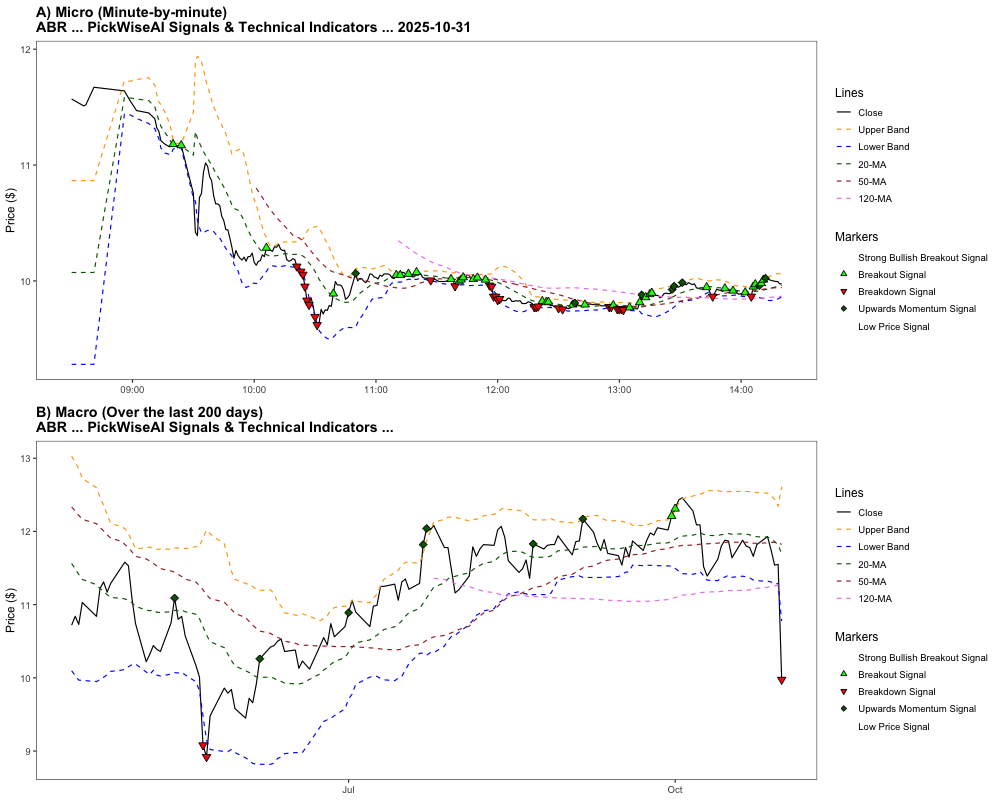 A) Micro (Minute-by-minute)
ABR ... PickWiseAI Signals & Technical Indicators ... 2025-10-31
12
11
10
Price ($)
09:00
10:00
11:00
12:00
13:00
14:00
Lines
Close
Upper Band
Lower Band
20-MA
50-MA
120-MA
Markers
Strong Bullish Breakout Signal
Breakout Signal
Breakdown Signal
Upwards Momentum Signal
Low Price Signal
B) Macro (Over the last 200 days)
ABR ... PickWiseAI Signals & Technical Indicators ...
13
12
11
10
9
Price ($)
Jul
Oct
Lines
Close
Upper Band
Lower Band
20-MA
50-MA
120-MA
Markers
Strong Bullish Breakout Signal
Breakout Signal
Breakdown Signal
Upwards Momentum Signal
Low Price Signal